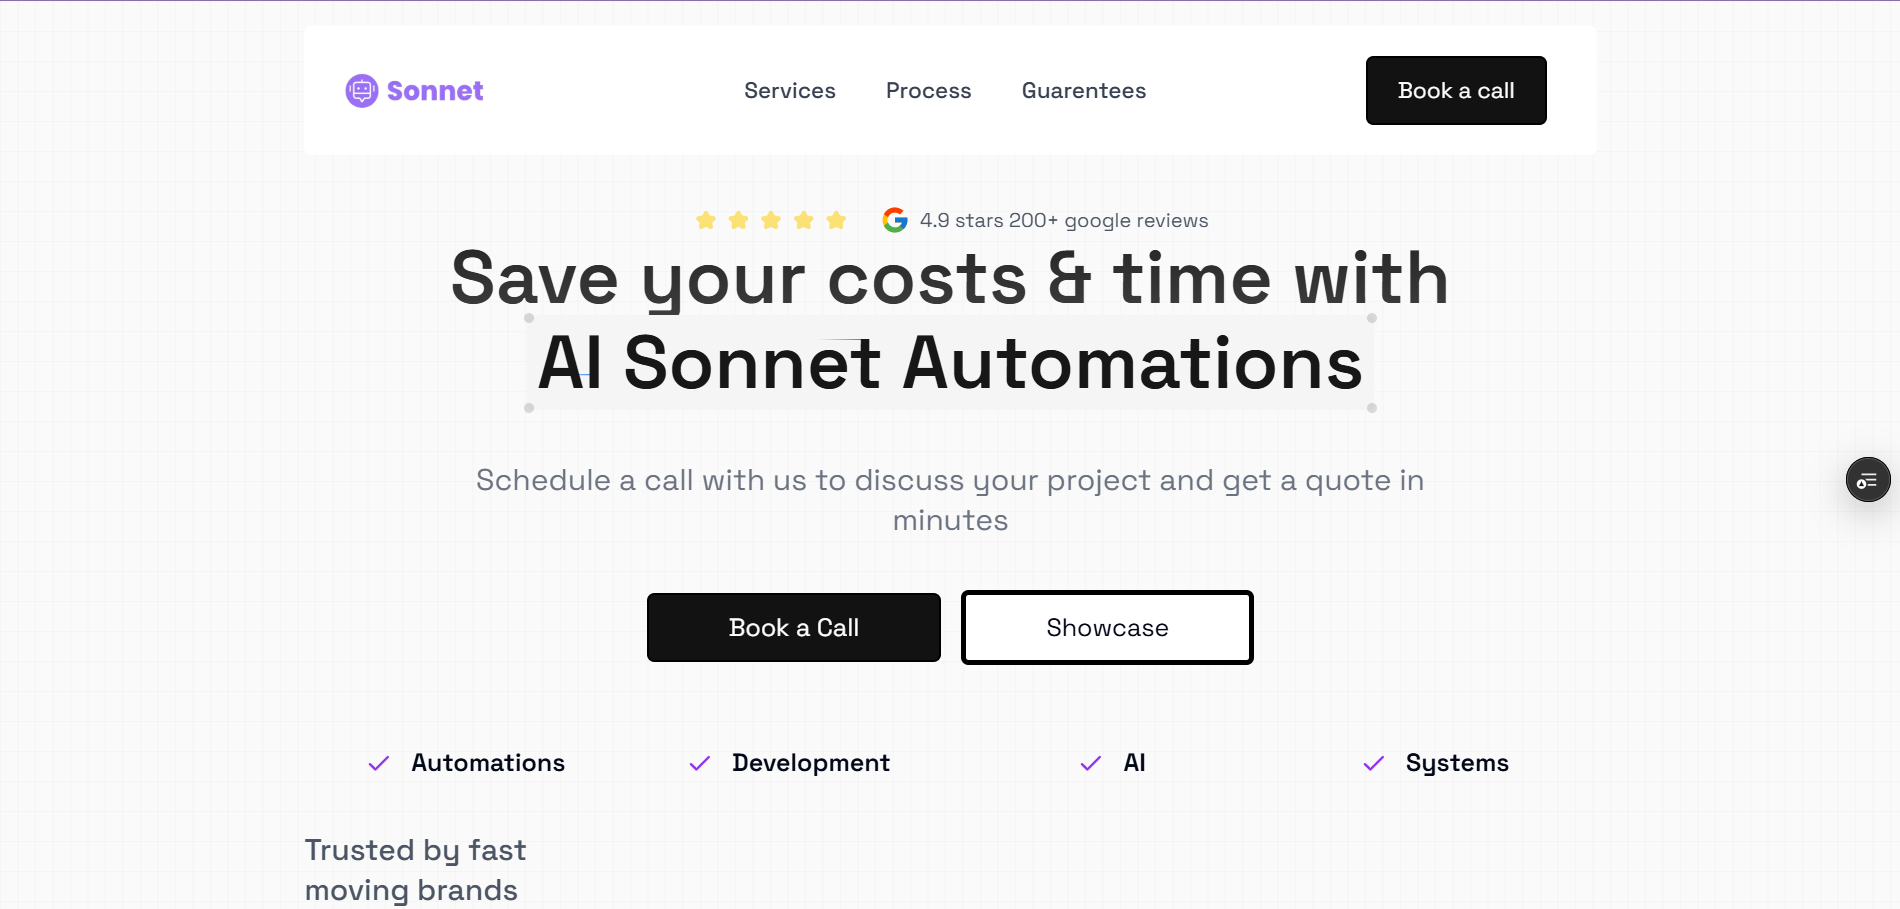 Sonnet
Services
Process
Guarentees
Book a call
4.9 stars 200+ google reviews
Save your costs & time with
AI Sonnet Automations
Schedule a call with us to discuss your project and get a quote in
minutes
Book a Call
Showcase
Automations
Development
AI
Systems
Trusted by fast
moving brands